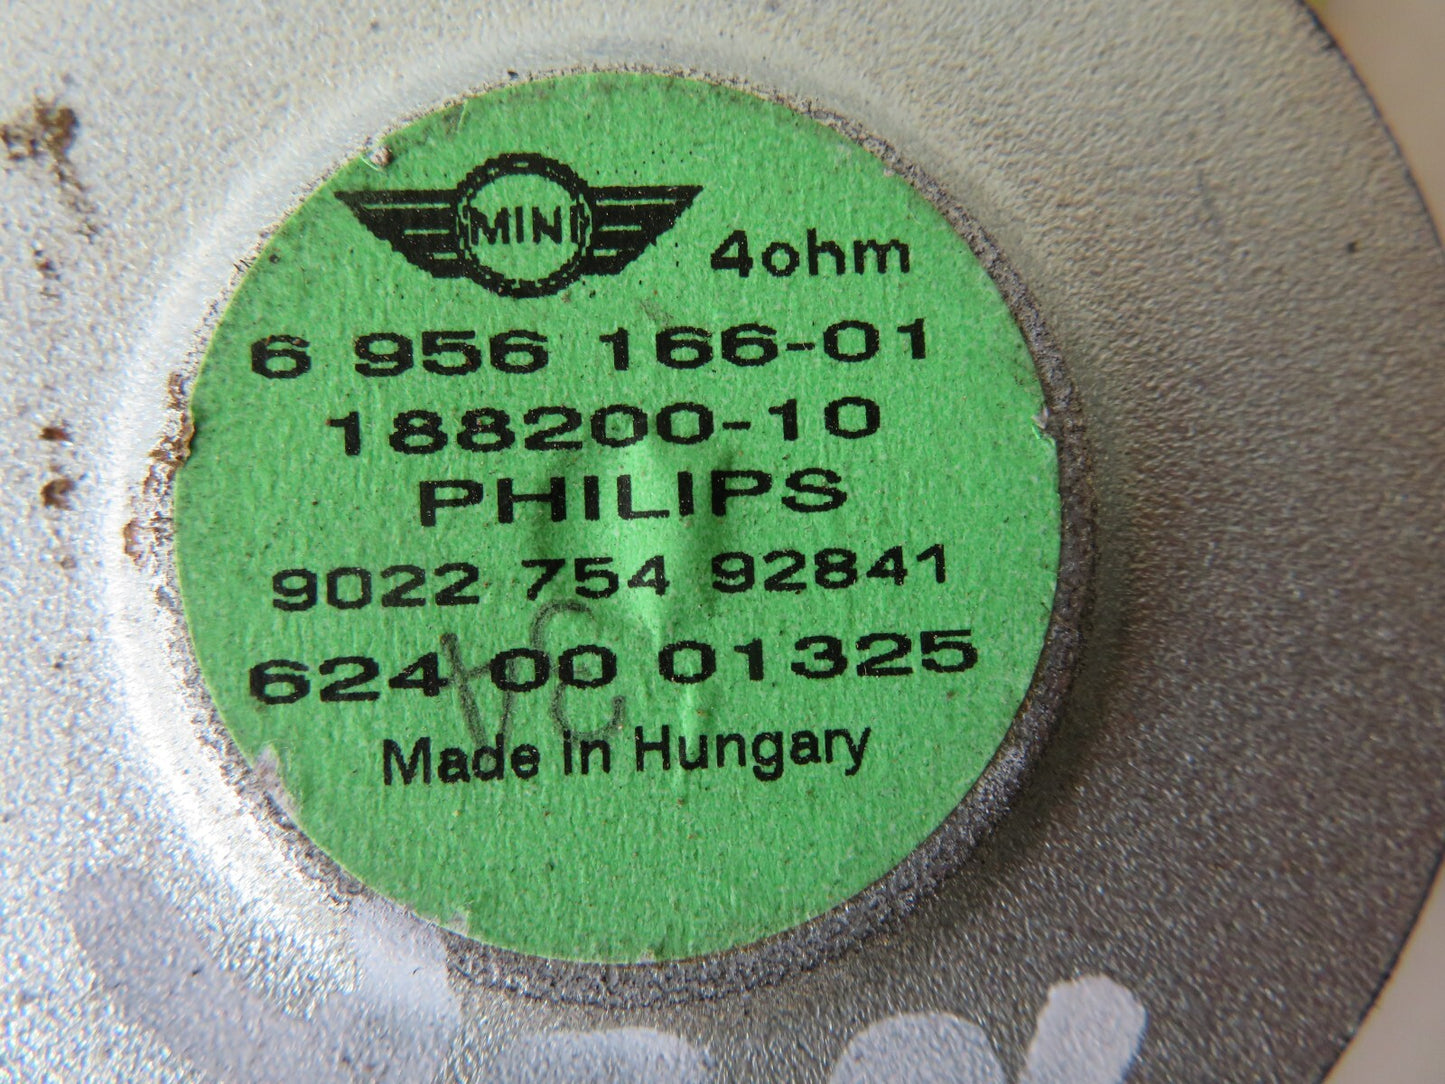 MINI
4ohm
6 956 166-01
188200-10
PHILIPS
9022 754 92841
624 00 01325
Made in Hungary